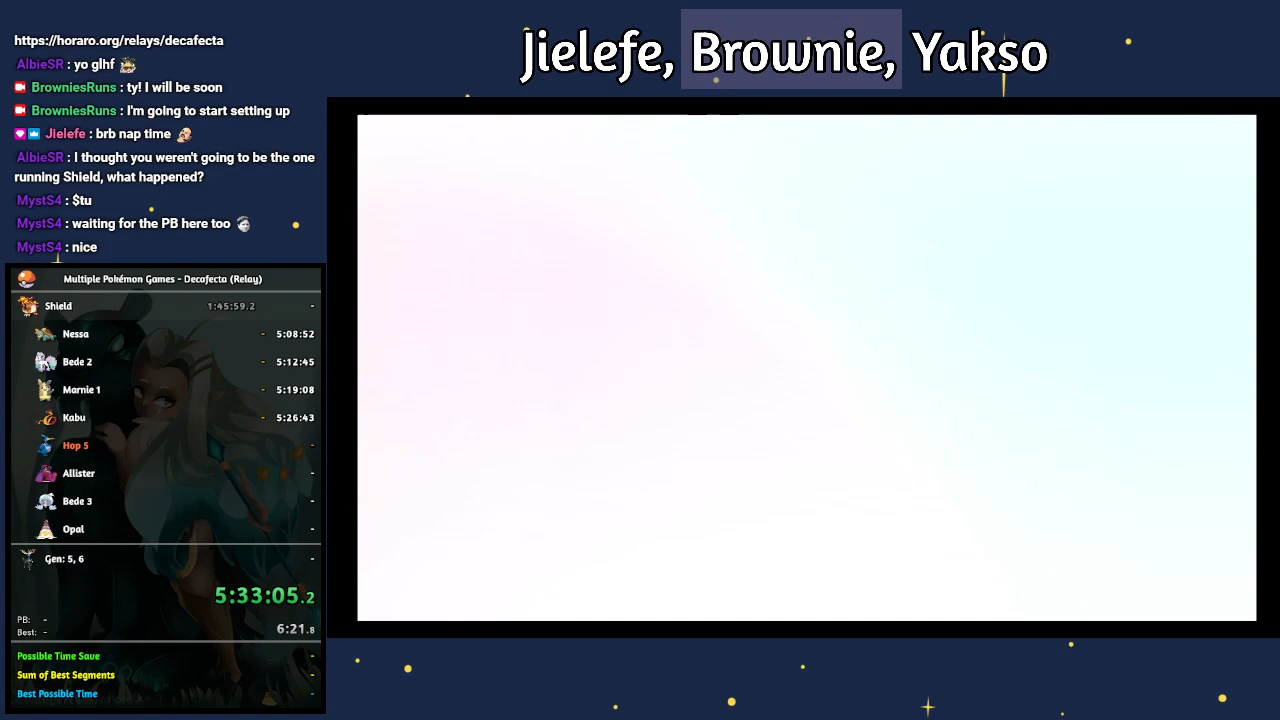 Jielefe, Brownie, Yakso
https://horaro.org/relays/decafecta
AlbieSR : yo glhf
BrowniesRuns : ty! I will be soon
BrowniesRuns : I'm going to start setting up
Jielefe : brb nap time
AlbieSR : I thought you weren't going to be the one
running Shield, what happened?
MystS4 : $tu
MystS4 : waiting for the PB here too
MystS4 : nice
Multiple Pokémon Games - Decafecta (Relay)
Shield 1:45:59.2 -
Nessa - 5:08:52
Bede 2 - 5:12:45
Marnie 1 - 5:19:08
Kabu - 5:26:43
Hop 5 -
Allister -
Bede 3 -
Opal -
Gen: 5, 6 -
5:33:05.2
PB: -
Best: -
6:21.8
Possible Time Save -
Sum of Best Segments -
Best Possible Time -